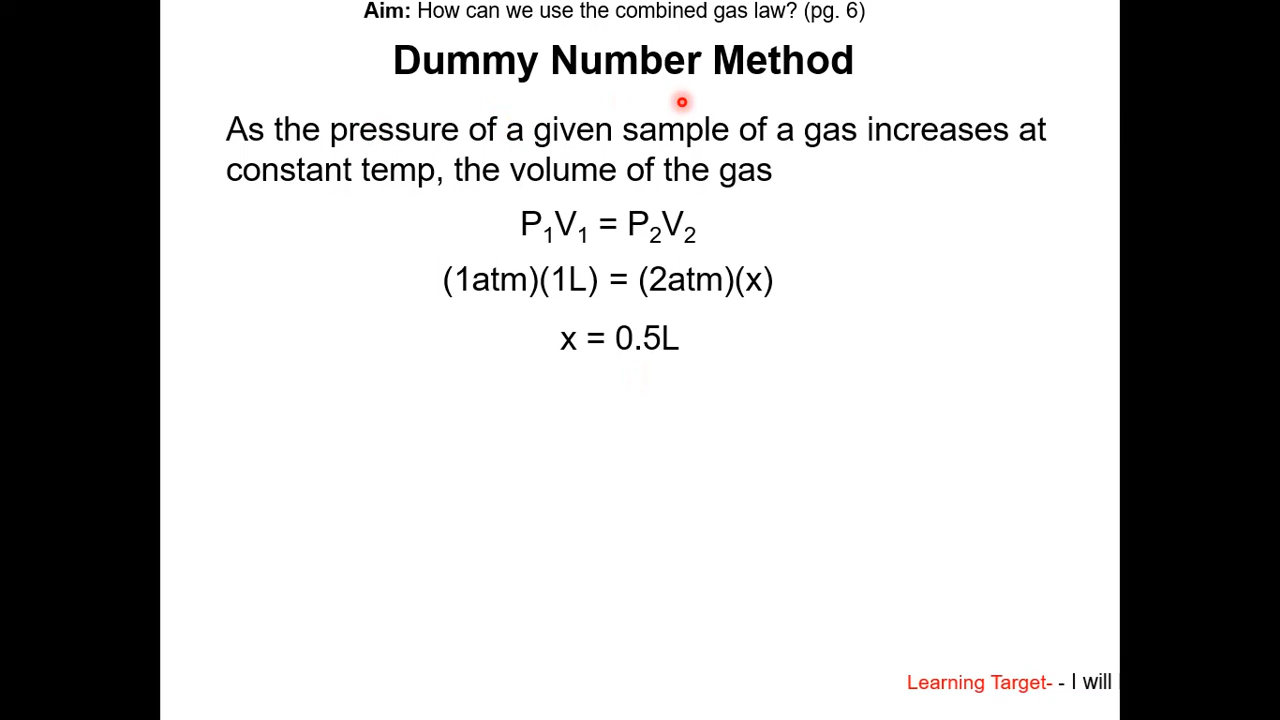 Aim: How can we use the combined gas law? (pg. 6)
Dummy Number Method
As the pressure of a given sample of a gas increases at
constant temp, the volume of the gas
P₁V₁ = P₂V₂
(1atm)(1L) = (2atm)(x)
x = 0.5L
Learning Target- - I will